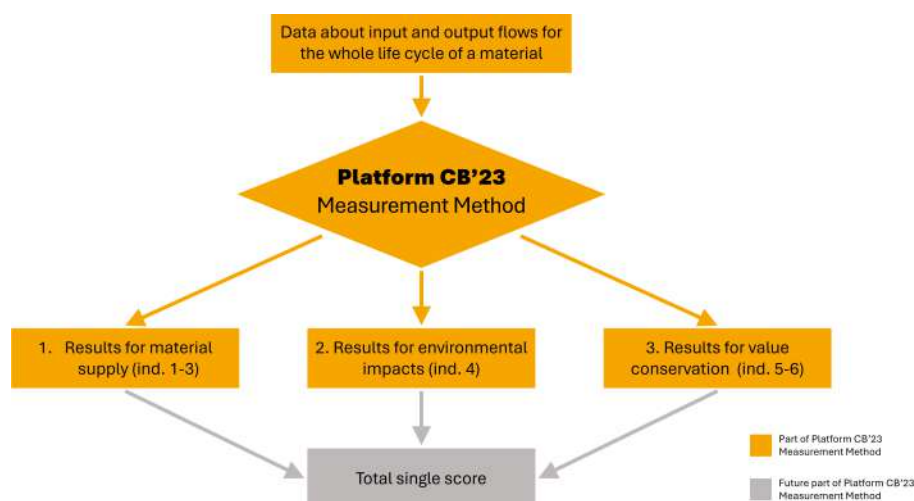 Data about input and output flows for
the whole life cycle of a material
Platform CB'23
Measurement Method
1. Results for material
supply (ind. 1-3)
2. Results for environmental
impacts (ind. 4)
3. Results for value
conservation (ind. 5-6)
Total single score
Part of Platform CB'23
Measurement Method
Future part of Platform CB'23
Measurement Method